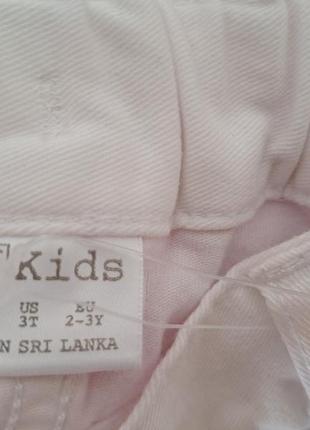 Kids
US EU
3T 2-3Y
N SRI LANKA